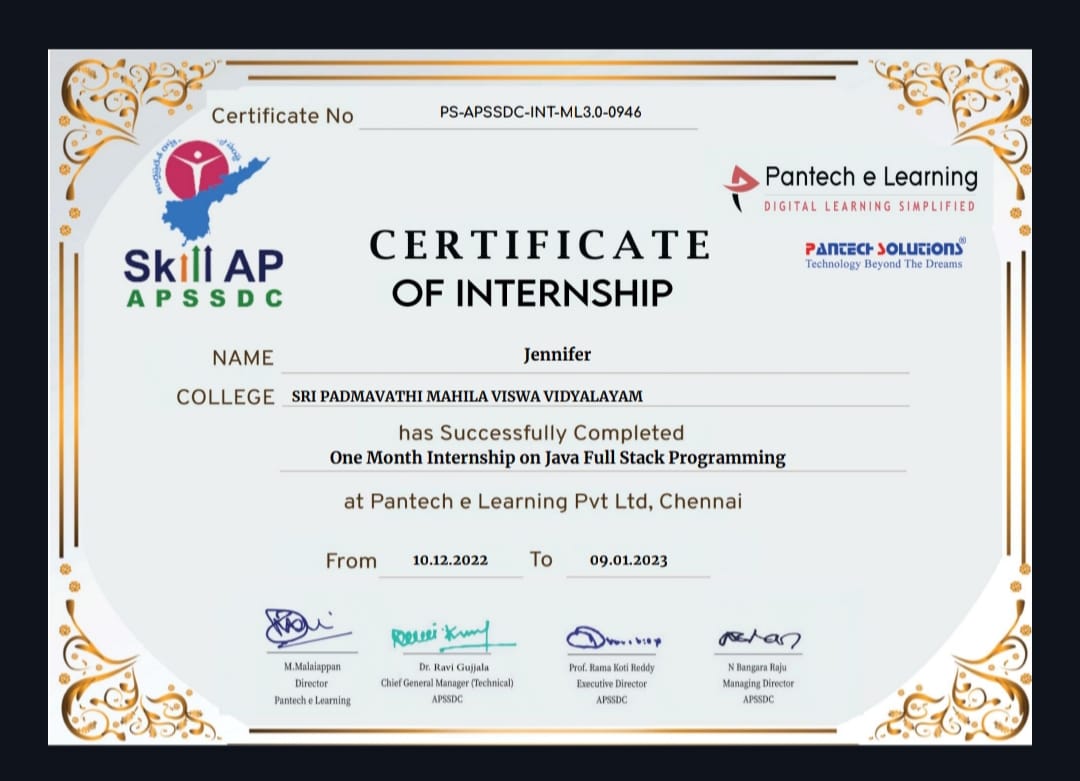 Certificate No PS-APSSDC-INT-ML3.0-0946
Skill AP
APSSDC
Pantech e Learning
DIGITAL LEARNING SIMPLIFIED
PANTECH SOLUTIONS®
Technology Beyond The Dreams
CERTIFICATE
OF INTERNSHIP
NAME Jennifer
COLLEGE SRI PADMAVATHI MAHILA VISWA VIDYALAYAM
has Successfully Completed
One Month Internship on Java Full Stack Programming
at Pantech e Learning Pvt Ltd, Chennai
From 10.12.2022 To 09.01.2023
M.Malaiappan
Director
Pantech e Learning
Dr. Ravi Gujjala
Chief General Manager (Technical)
APSSDC
Prof. Rama Koti Reddy
Executive Director
APSSDC
N Bangara Raju
Managing Director
APSSDC